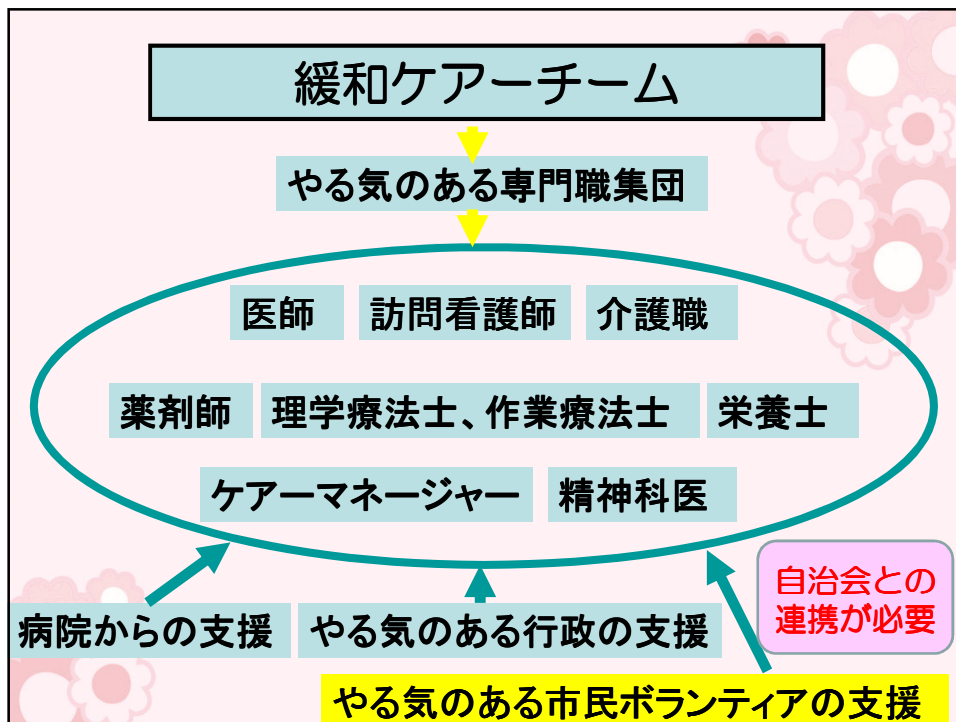 緩和ケアーチーム
やる気のある専門職集団
医師 訪問看護師 介護職
薬剤師 理学療法士、作業療法士 栄養士
ケアーマネージャー 精神科医
自治会との
連携が必要
病院からの支援 やる気のある行政の支援
やる気のある市民ボランティアの支援